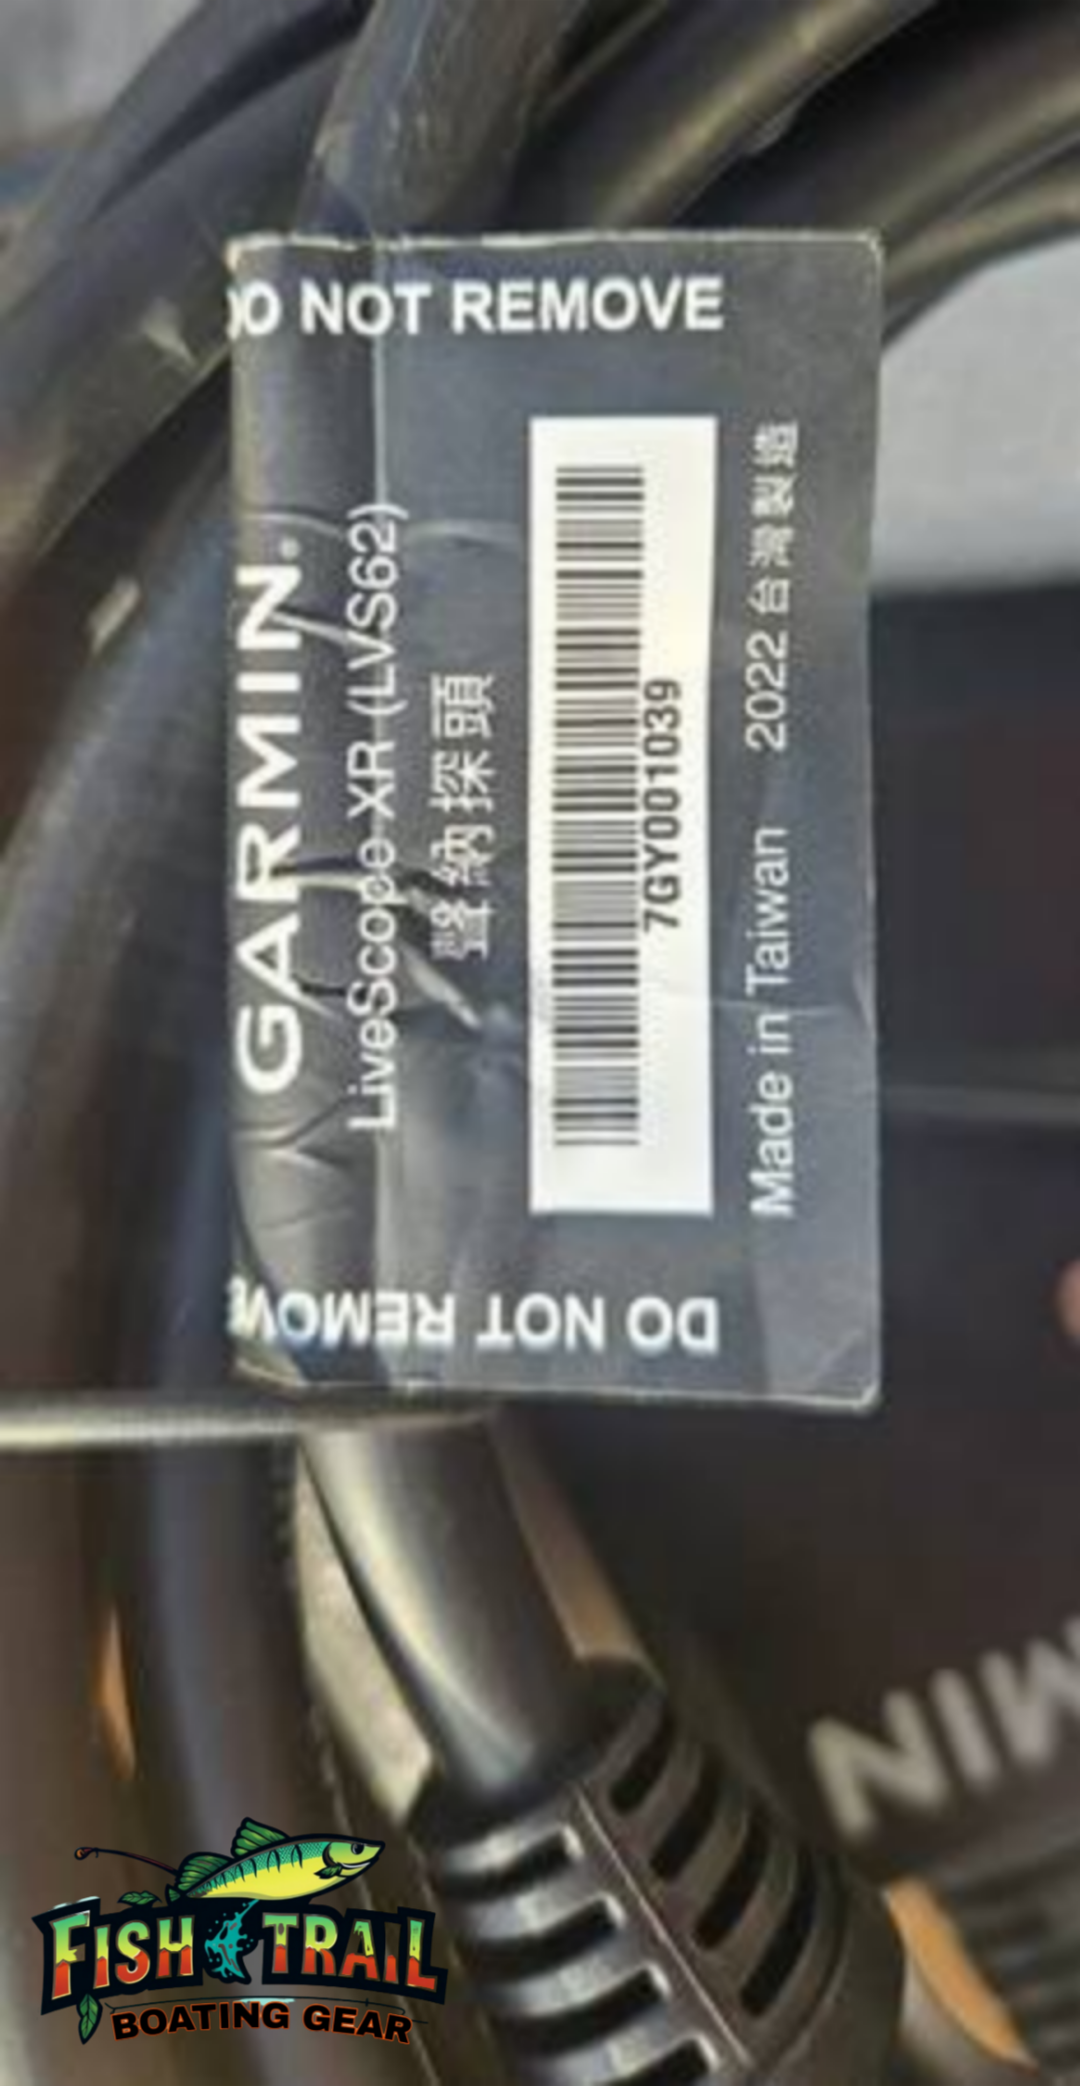 DO NOT REMOVE
GARMIN®
LiveScope XR (LVS62)
聲納探頭
7GY001039
Made in Taiwan 2022 台灣製造
DO NOT REMOVE
MIN
FISH TRAIL
BOATING GEAR